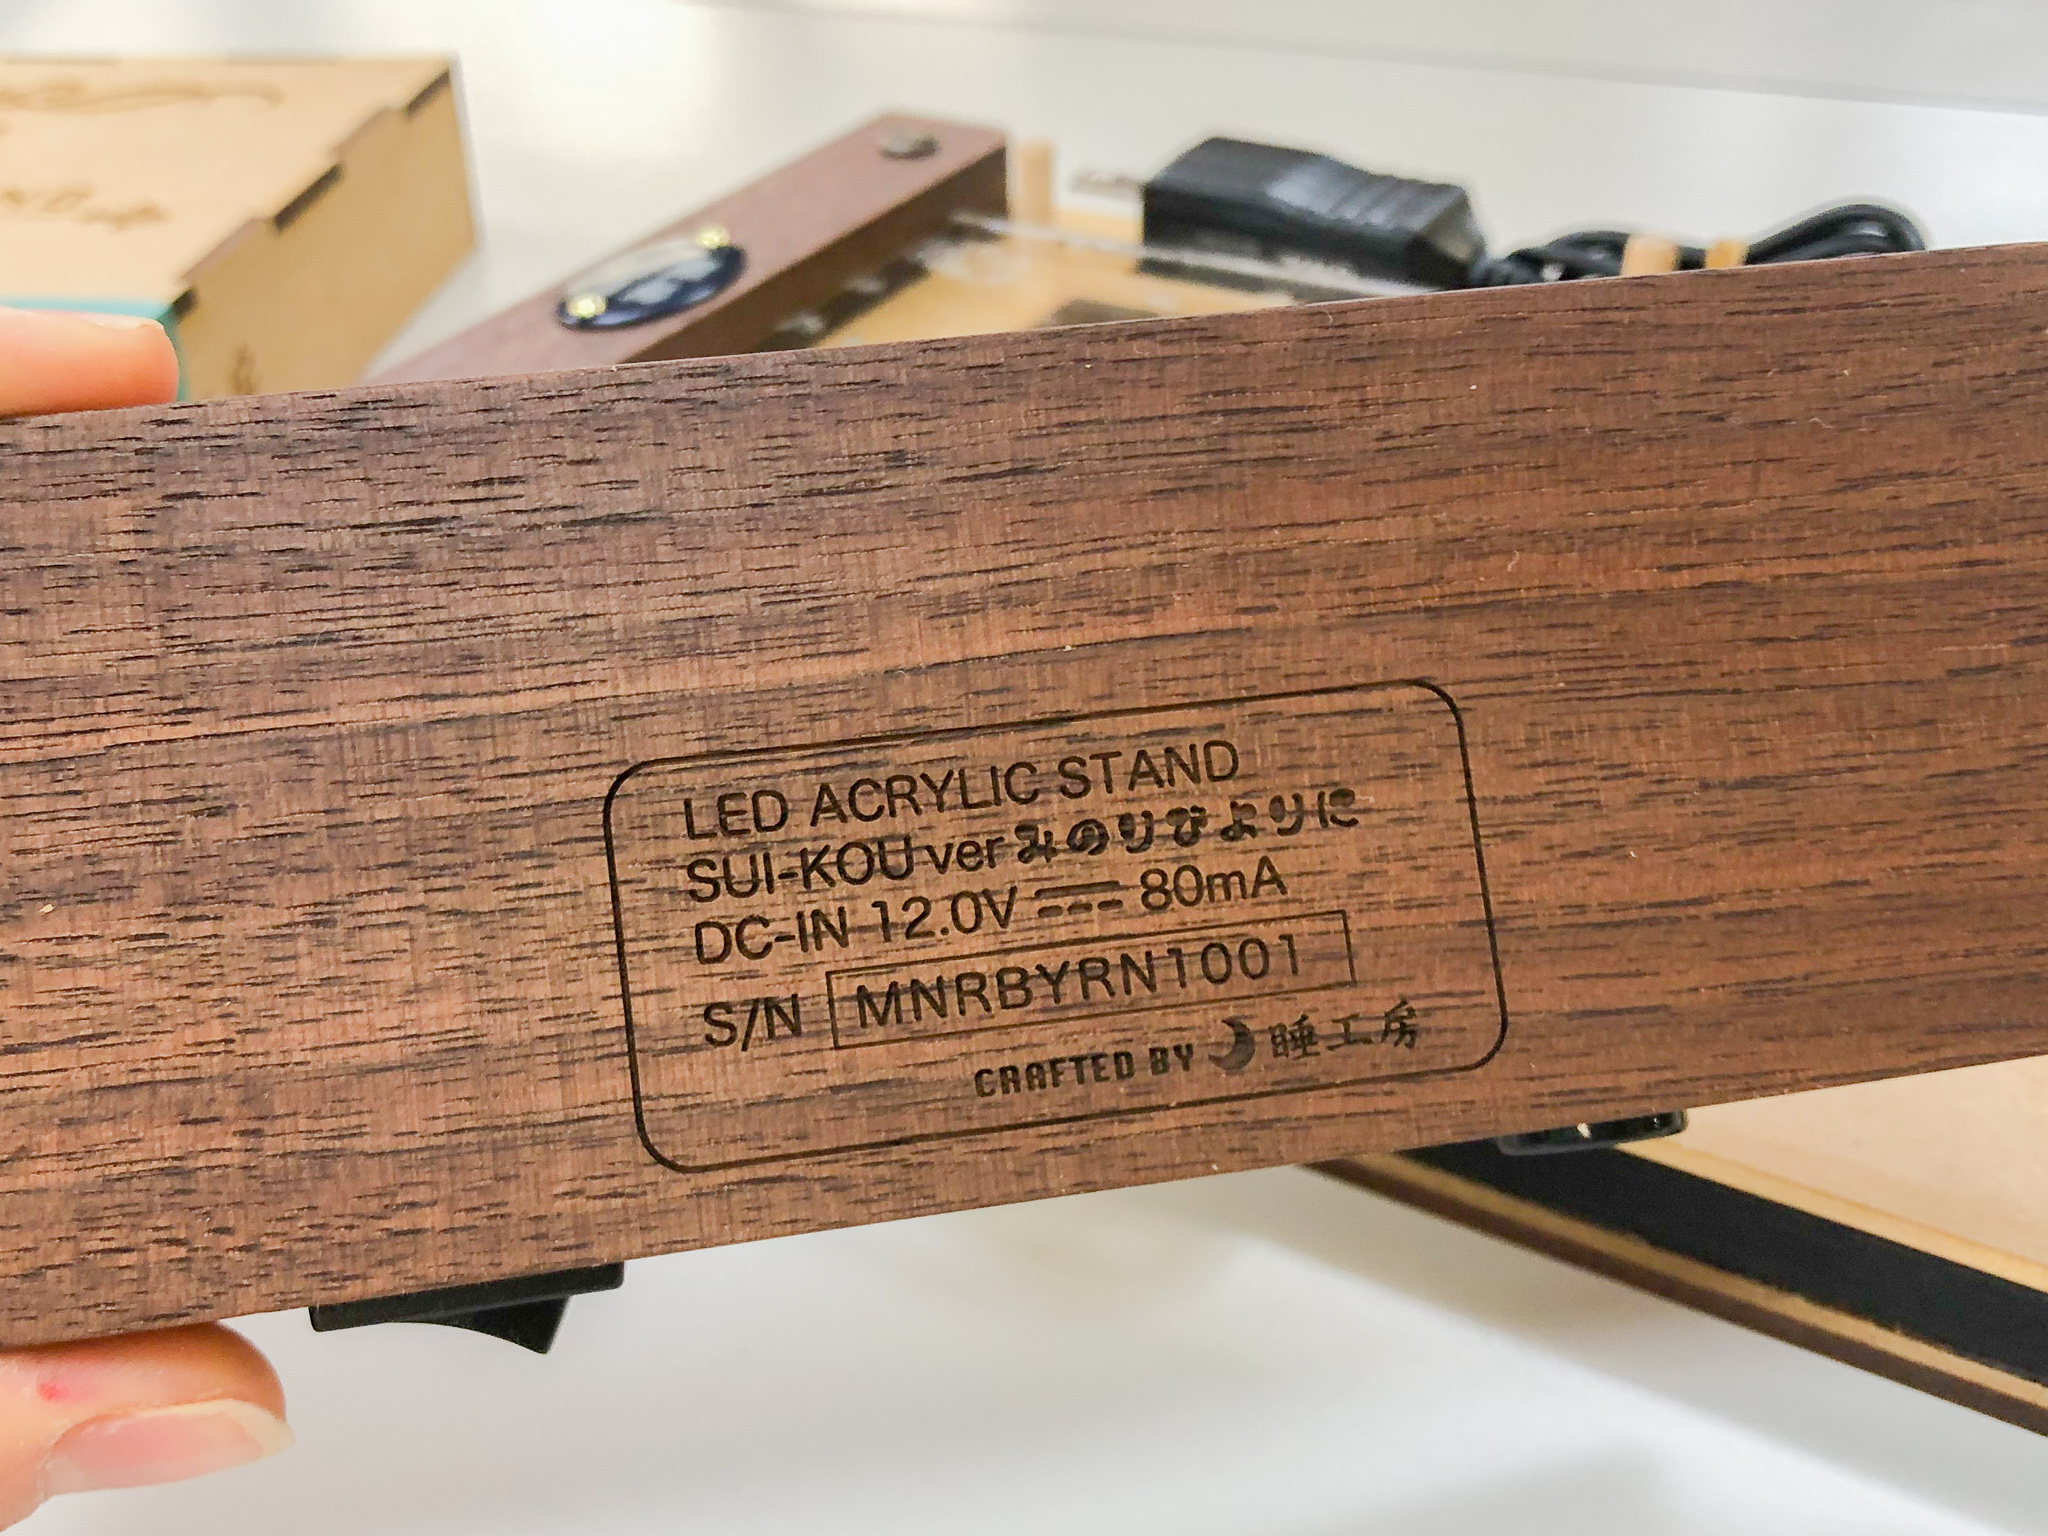 LED ACRYLIC STAND
SUI-KOU ver みのりびよりに
DC-IN 12.0V ⎓ 80mA
S/N MNRBYRN1001
CRAFTED BY 睡工房